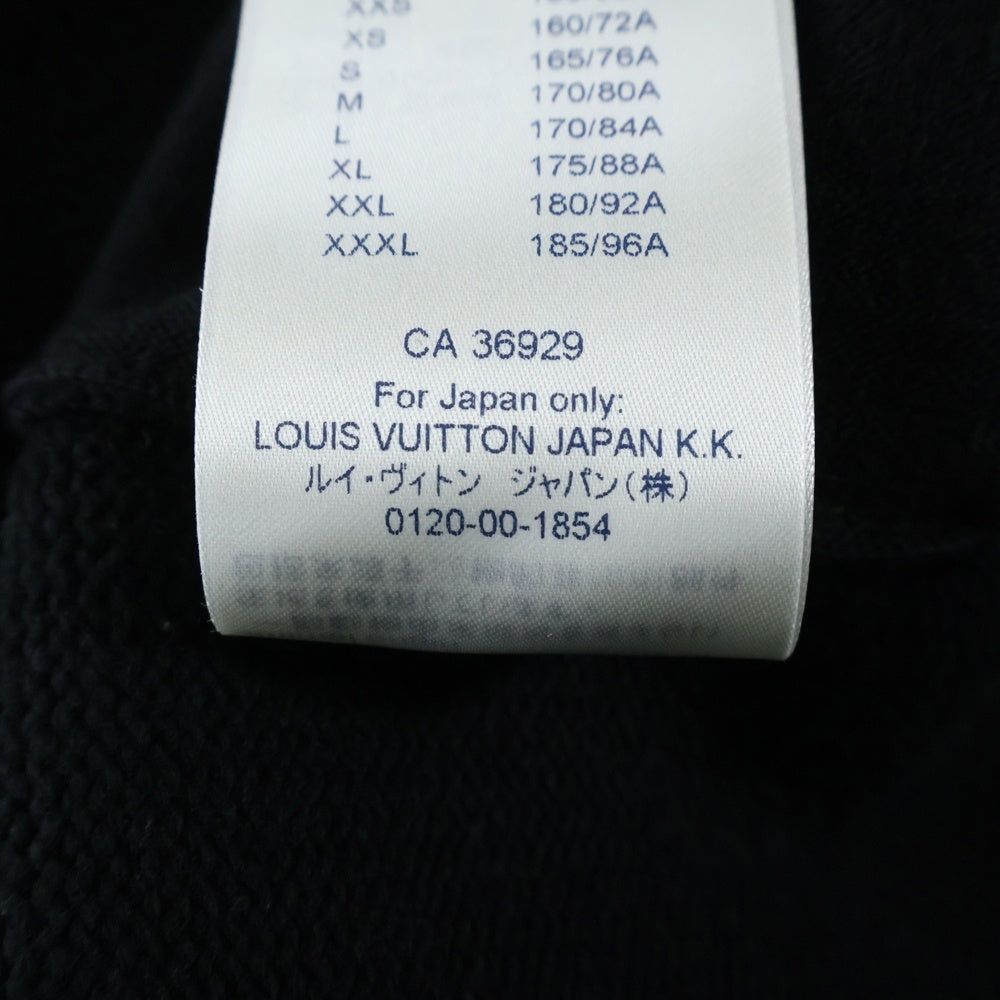 XXS
XS 160/72A
S 165/76A
M 170/80A
L 170/84A
XL 175/88A
XXL 180/92A
XXXL 185/96A
CA 36929
For Japan only:
LOUIS VUITTON JAPAN K.K.
ルイ・ヴィトン ジャパン(株)
0120-00-1854